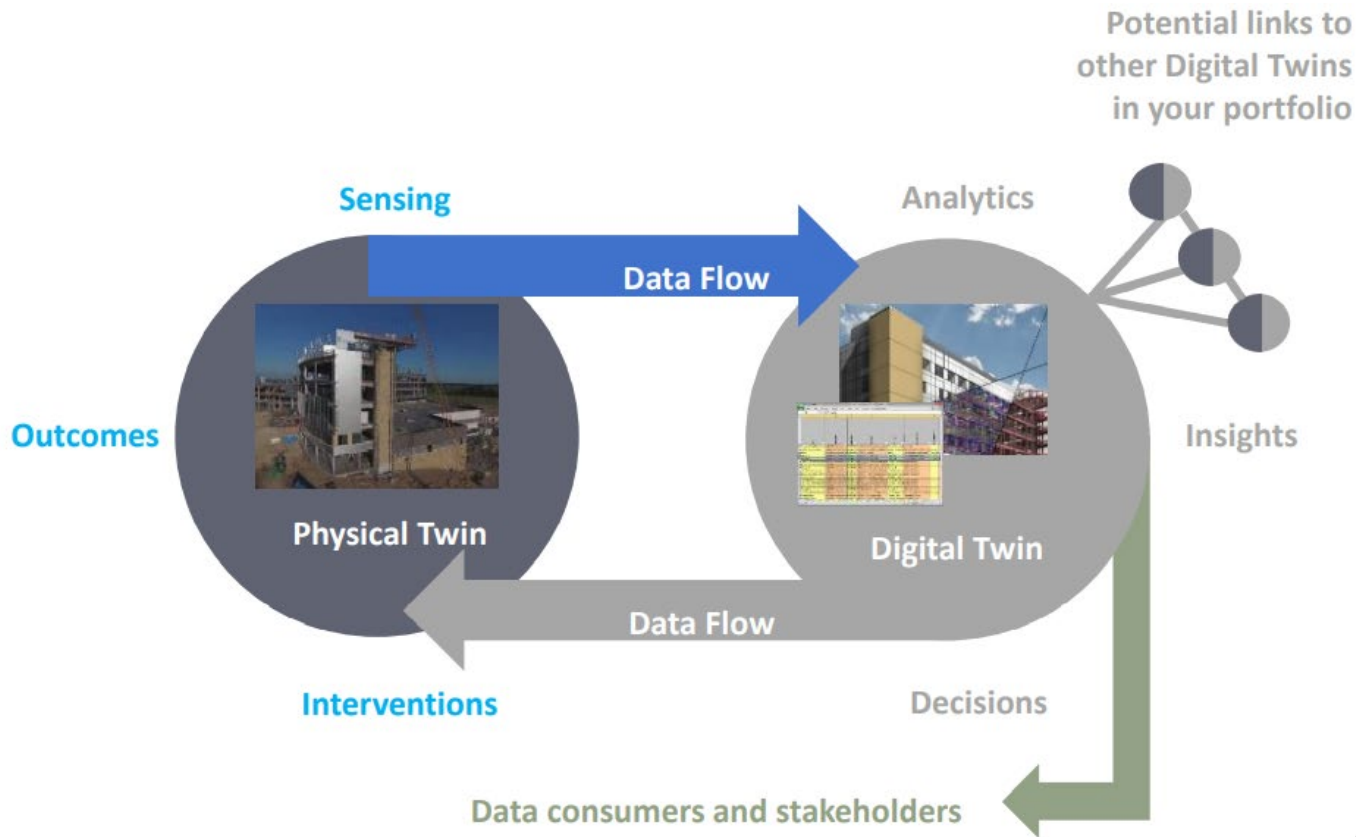 Potential links to
other Digital Twins
in your portfolio
Sensing
Analytics
Data Flow
Outcomes
Insights
Physical Twin
Digital Twin
Data Flow
Interventions
Decisions
Data consumers and stakeholders